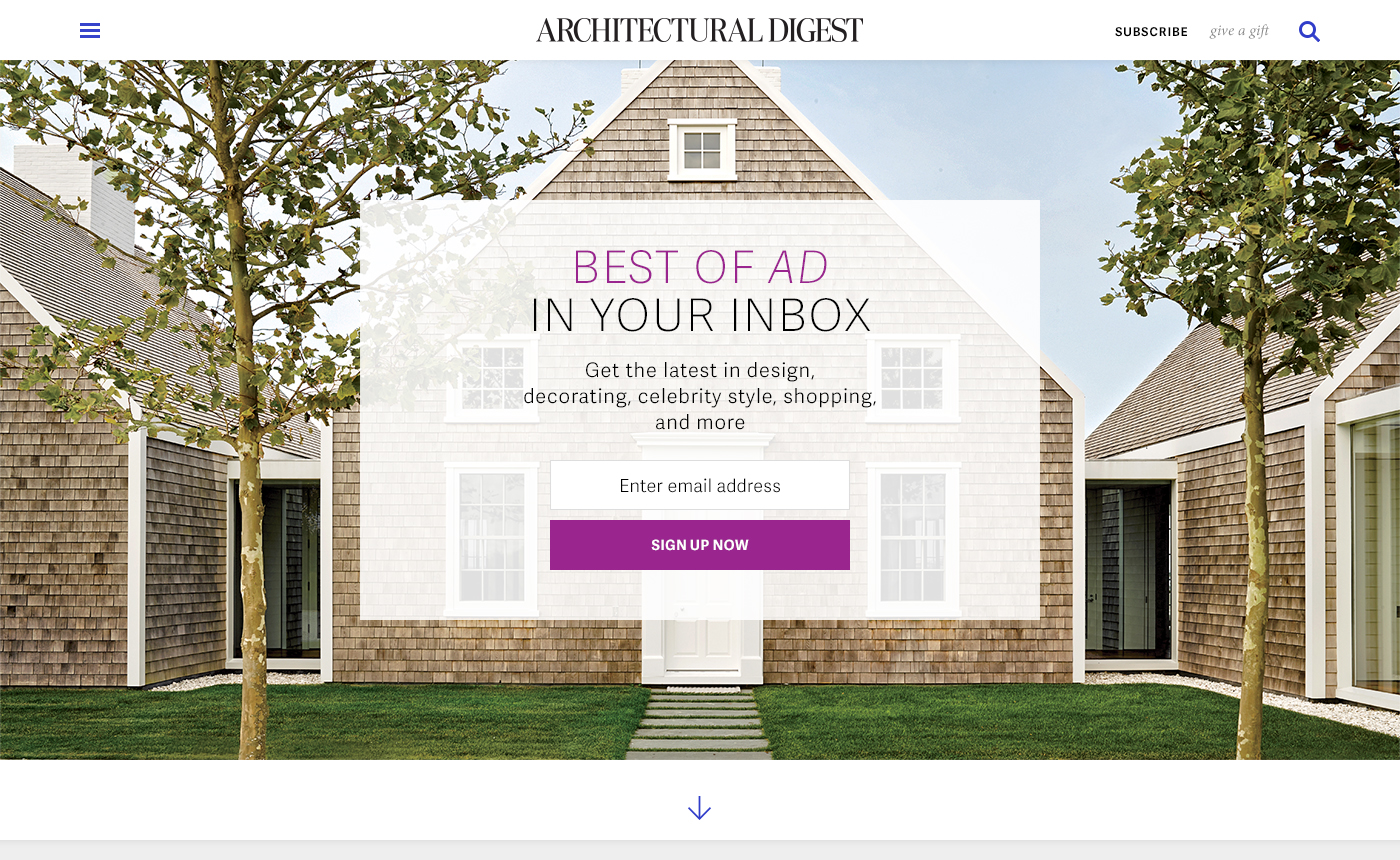 ARCHITECTURAL DIGEST
SUBSCRIBE give a gift
BEST OF AD
IN YOUR INBOX
Get the latest in design,
decorating, celebrity style, shopping,
and more
Enter email address
SIGN UP NOW